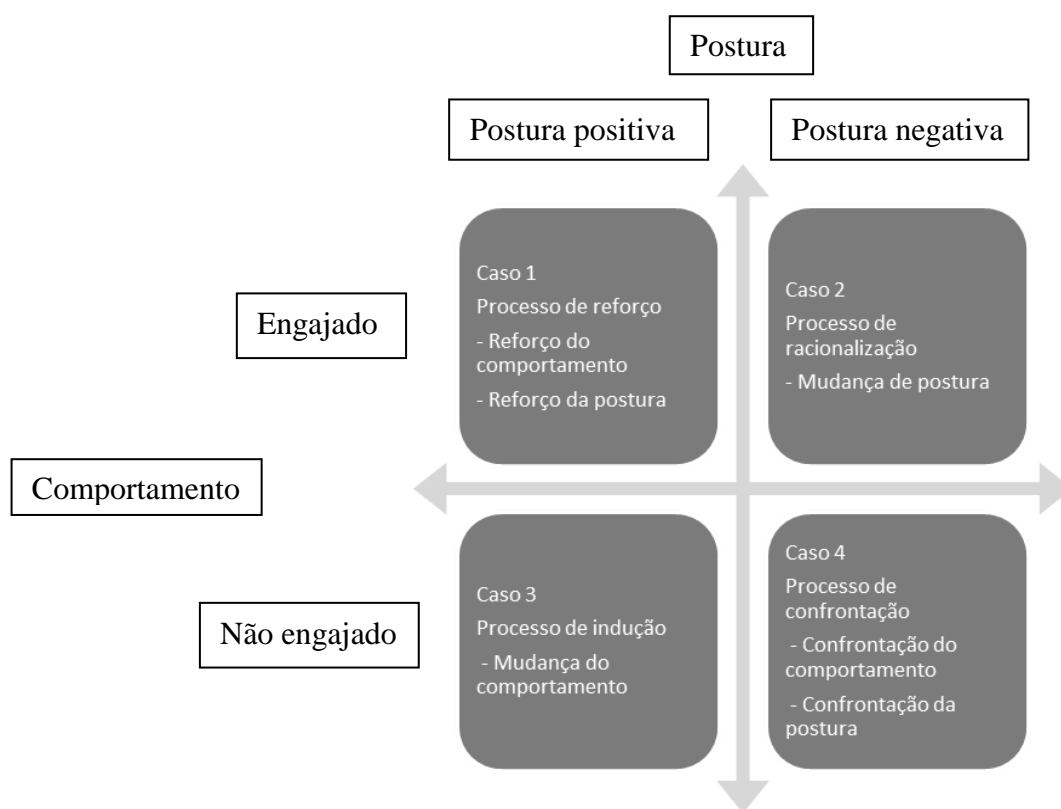 Postura
Postura positiva
Postura negativa
Engajado
Caso 1
Processo de reforço
- Reforço do
comportamento
- Reforço da postura
Caso 2
Processo de
racionalização
- Mudança de postura
Comportamento
Não engajado
Caso 3
Processo de indução
- Mudança do
comportamento
Caso 4
Processo de
confrontação
- Confrontação do
comportamento
- Confrontação da
postura